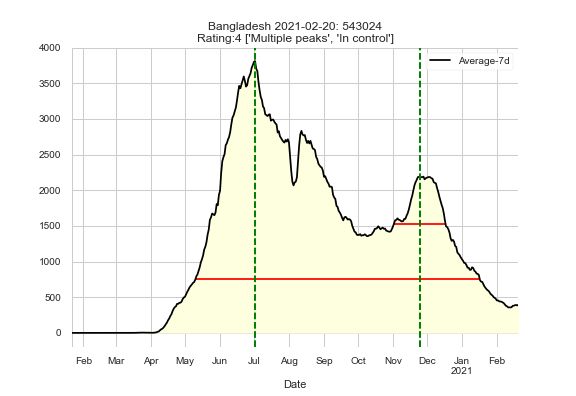 Bangladesh 2021-02-20: 543024
Rating:4 ['Multiple peaks', 'In control']
4000
3500
3000
2500
2000
1500
1000
500
0
Average-7d
Feb Mar Apr May Jun Jul Aug Sep Oct Nov Dec Jan Feb
2021
Date